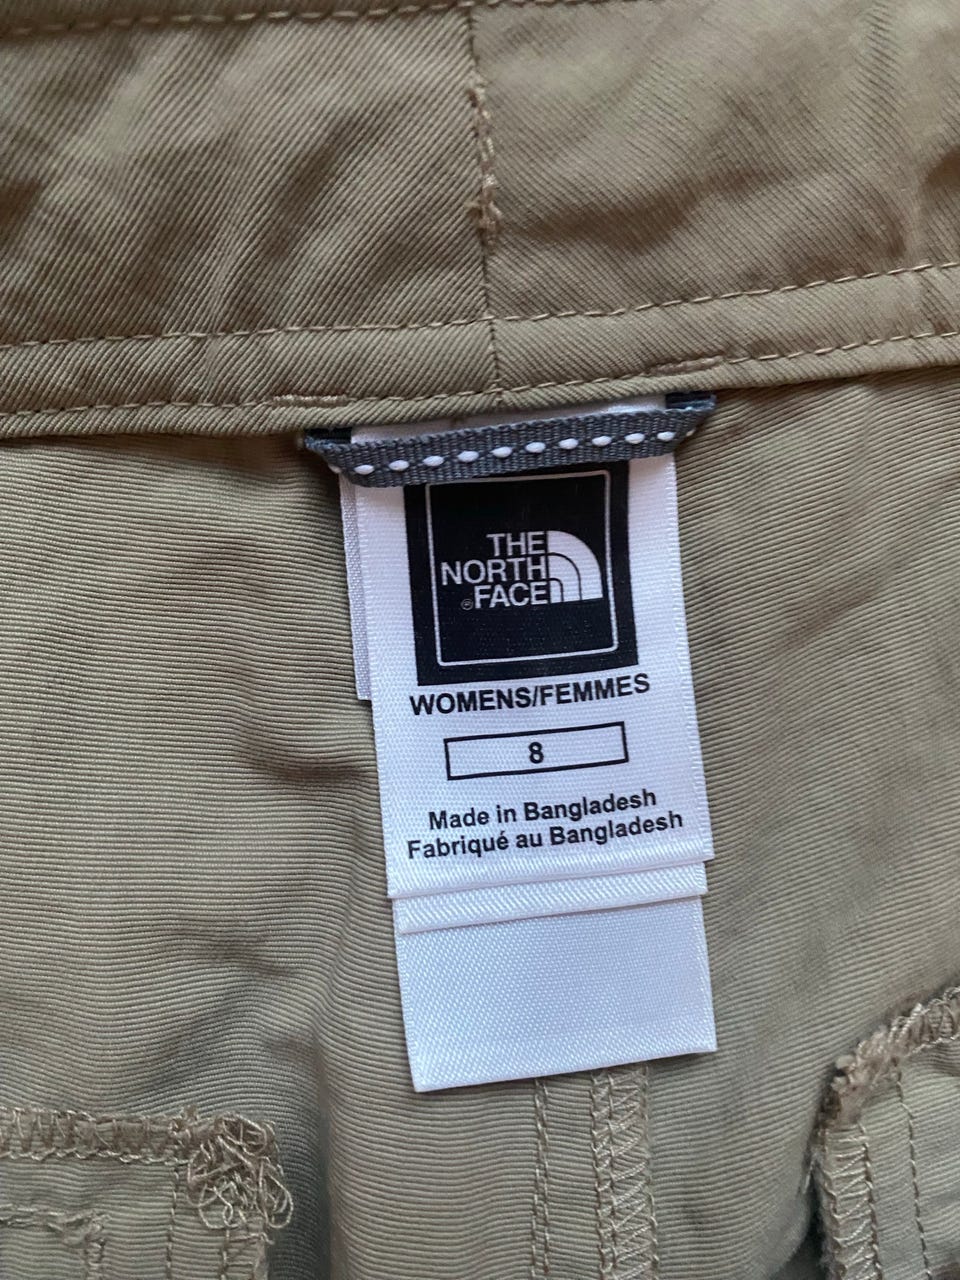 THE
NORTH
®FACE
WOMENS/FEMMES
8
Made in Bangladesh
Fabriqué au Bangladesh